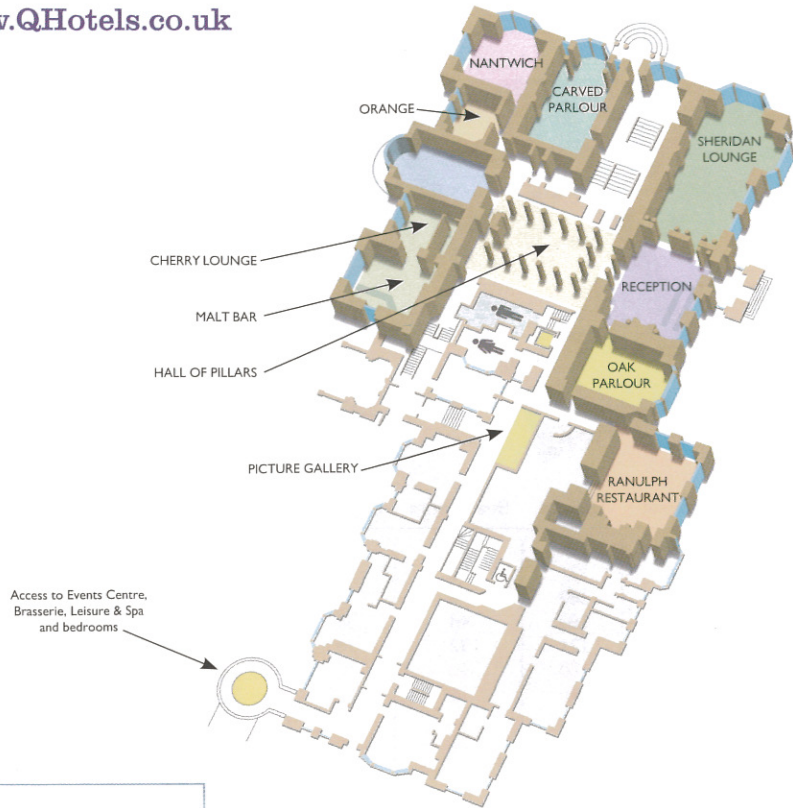 w.QHotels.co.uk
NANTWICH
ORANGE
CARVED
PARLOUR
SHERIDAN
LOUNGE
CHERRY LOUNGE
RECEPTION
MALT BAR
HALL OF PILLARS
OAK
PARLOUR
PICTURE GALLERY
RANULPH
RESTAURANT
Access to Events Centre,
Brasserie, Leisure & Spa
and bedrooms